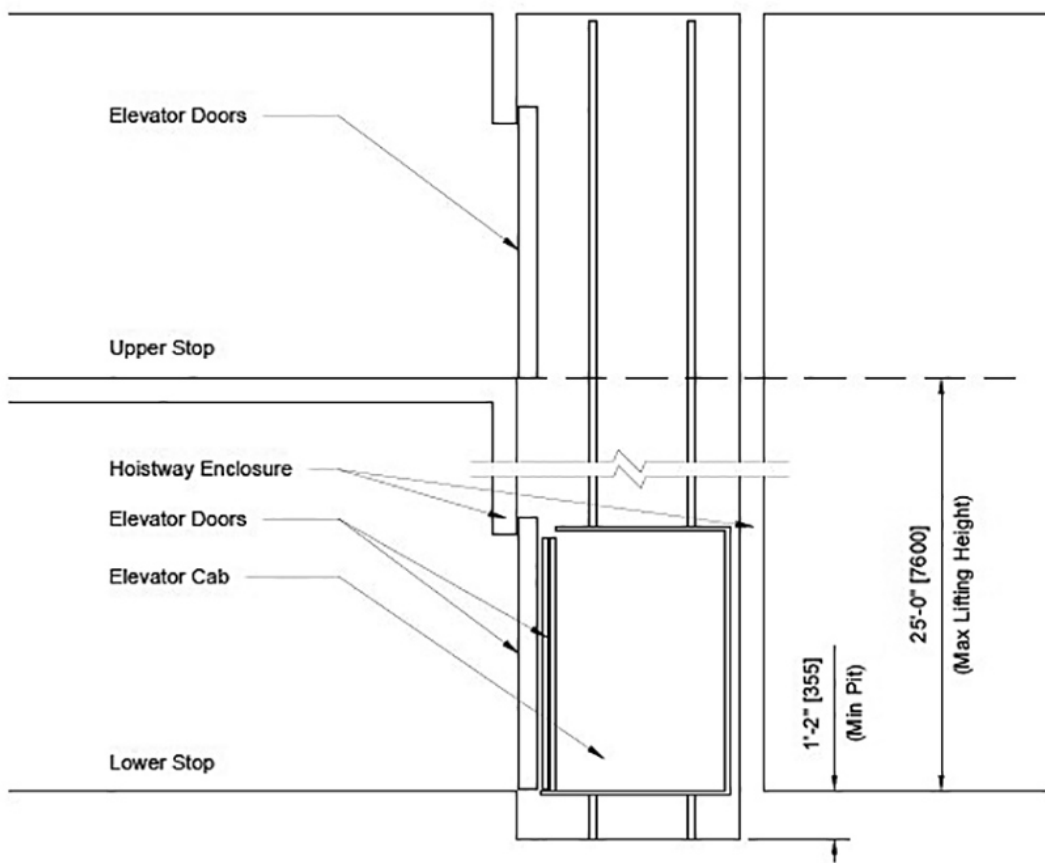 Elevator Doors
Upper Stop
Hoistway Enclosure
Elevator Doors
Elevator Cab
Lower Stop
1'-2" [355]
(Min Pit)
25'-0" [7600]
(Max Lifting Height)